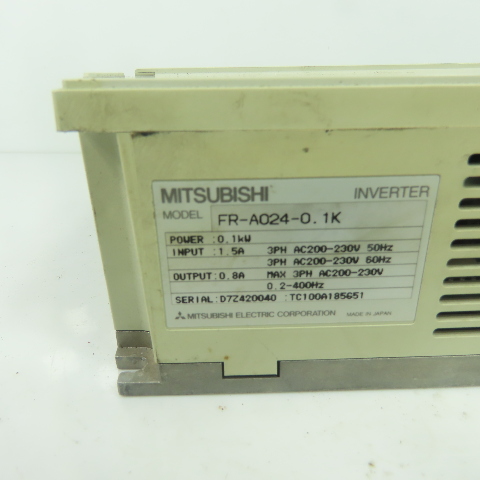 MITSUBISHI INVERTER
MODEL FR-A024-0.1K
POWER :0.1kW
INPUT :1.5A 3PH AC200-230V 50Hz
3PH AC200-230V 60Hz
OUTPUT:0.8A MAX 3PH AC200-230V
0.2-400Hz
SERIAL:D7Z420040 :TC100A185G51
MITSUBISHI ELECTRIC CORPORATION MADE IN JAPAN